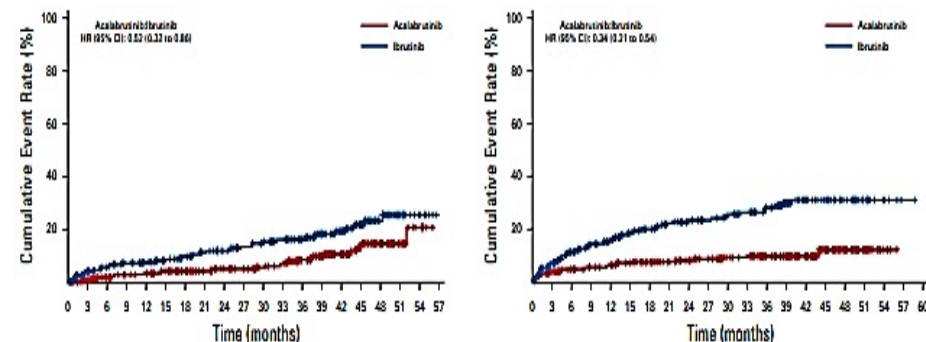 Acalabrutinib:Ibrutinib
HR (95% CI): 0.52 (0.32 to 0.86)
Acalabrutinib
Ibrutinib
Cumulative Event Rate (%)
100
80
60
40
20
0 3 6 9 12 15 18 21 24 27 30 33 36 39 42 45 48 51 54 57
Time (months)
Acalabrutinib:Ibrutinib
HR (95% CI): 0.34 (0.21 to 0.54)
Acalabrutinib
Ibrutinib
Cumulative Event Rate (%)
100
80
60
40
20
0 3 6 9 12 15 18 21 24 27 30 33 36 39 42 45 48 51 54 57 60
Time (months)